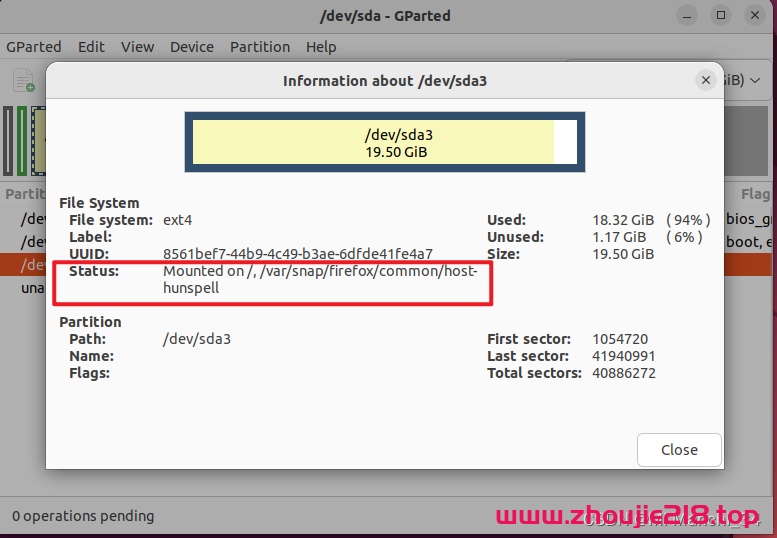 /dev/sda - GParted
GParted Edit View Device Partition Help
GiB)
Information about /dev/sda3
/dev/sda3
19.50 GiB
File System
File system: ext4
Label:
UUID: 8561bef7-44b9-4c49-b3ae-6dfde41fe4a7
Status: Mounted on /, /var/snap/firefox/common/host-
hunspell
Used: 18.32 GiB ( 94% )
Unused: 1.17 GiB ( 6% )
Size: 19.50 GiB
Partition
Path: /dev/sda3
Name:
Flags:
First sector: 1054720
Last sector: 41940991
Total sectors: 40886272
Close
Partit
Flag
/dev
bios_gr
/dev
boot, e
/dev
una
0 operations pending
www.zhoujie218.top